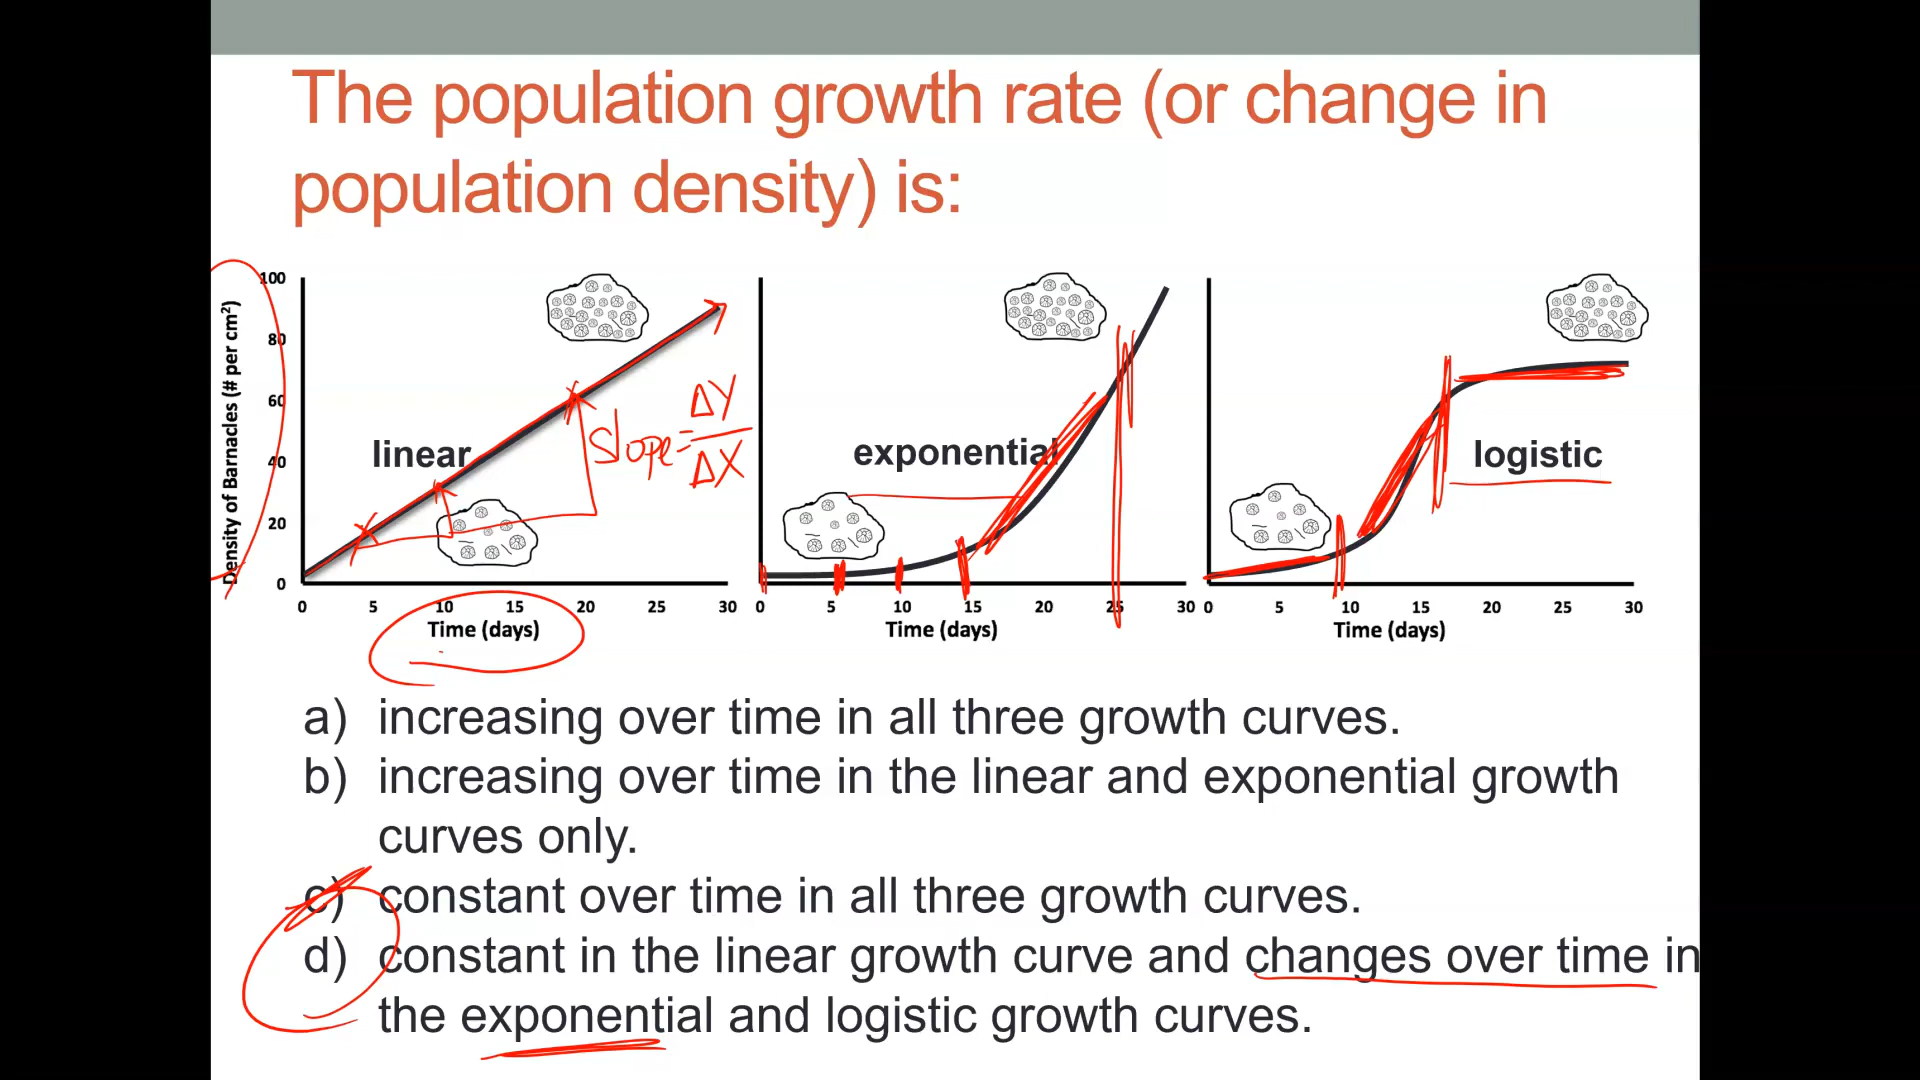 The population growth rate (or change in
population density) is:
Density of Barnacles (# per cm²)
100
80
60
40
20
0
linear
Slope = ΔY
ΔX
0 5 10 15 20 25 30
Time (days)
exponential
0 5 10 15 20 25 30
Time (days)
logistic
0 5 10 15 20 25 30
Time (days)
a) increasing over time in all three growth curves.
b) increasing over time in the linear and exponential growth
curves only.
c) constant over time in all three growth curves.
d) constant in the linear growth curve and changes over time in
the exponential and logistic growth curves.